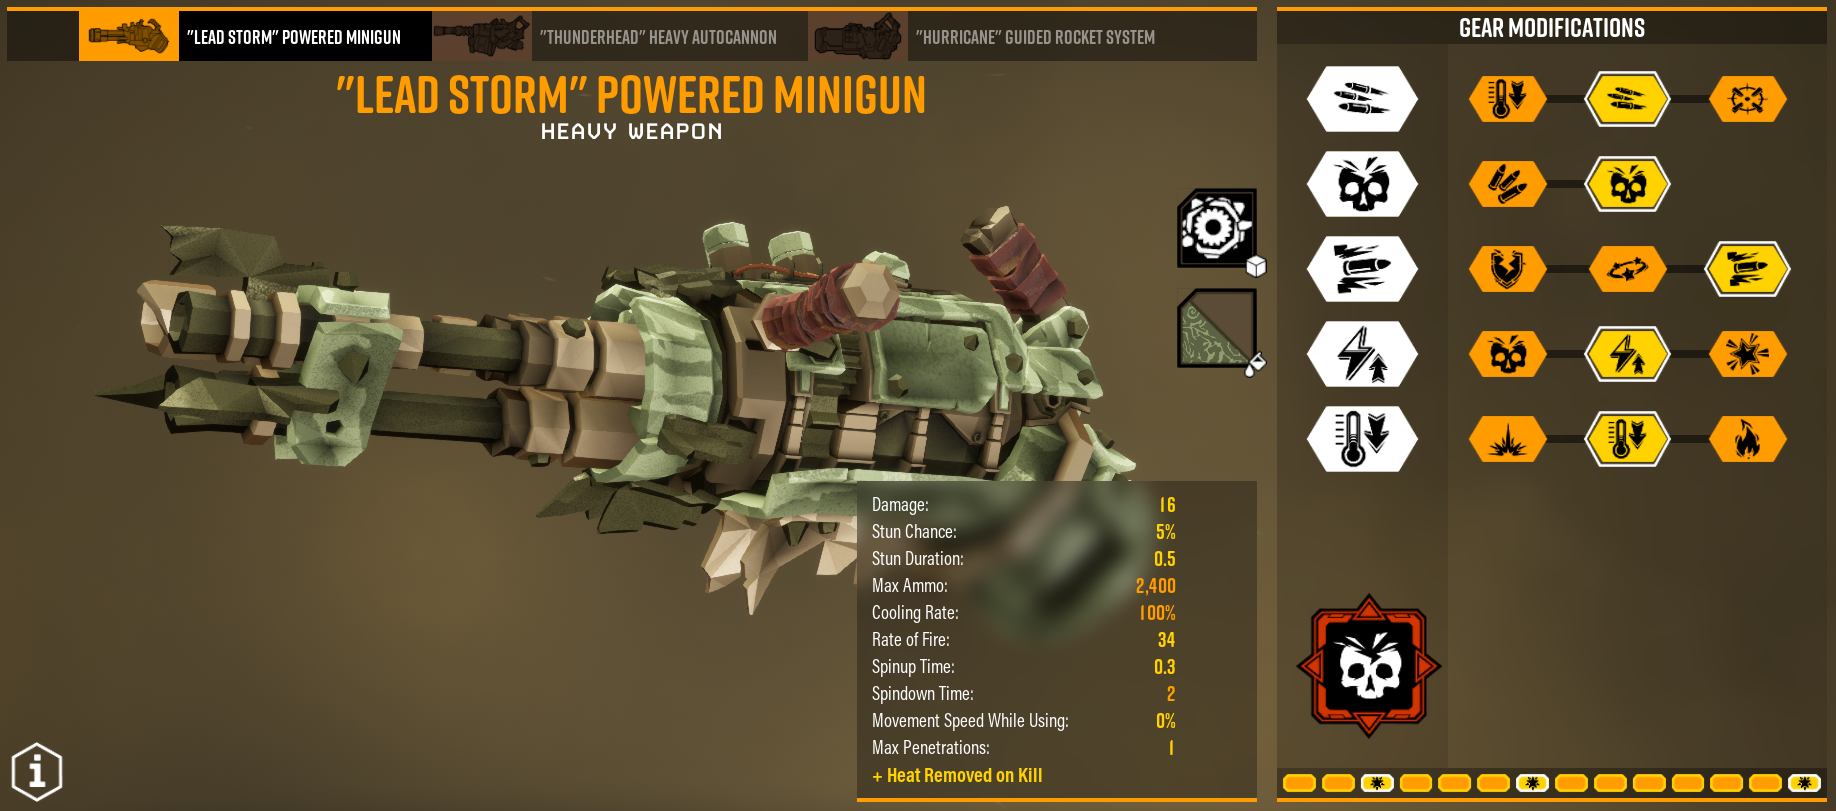 "LEAD STORM" POWERED MINIGUN
"THUNDERHEAD" HEAVY AUTOCANNON
"HURRICANE" GUIDED ROCKET SYSTEM
GEAR MODIFICATIONS
"LEAD STORM" POWERED MINIGUN
HEAVY WEAPON
Damage: 16
Stun Chance: 5%
Stun Duration: 0.5
Max Ammo: 2,400
Cooling Rate: 100%
Rate of Fire: 34
Spinup Time: 0.3
Spindown Time: 2
Movement Speed While Using: 0%
Max Penetrations: 1
+ Heat Removed on Kill